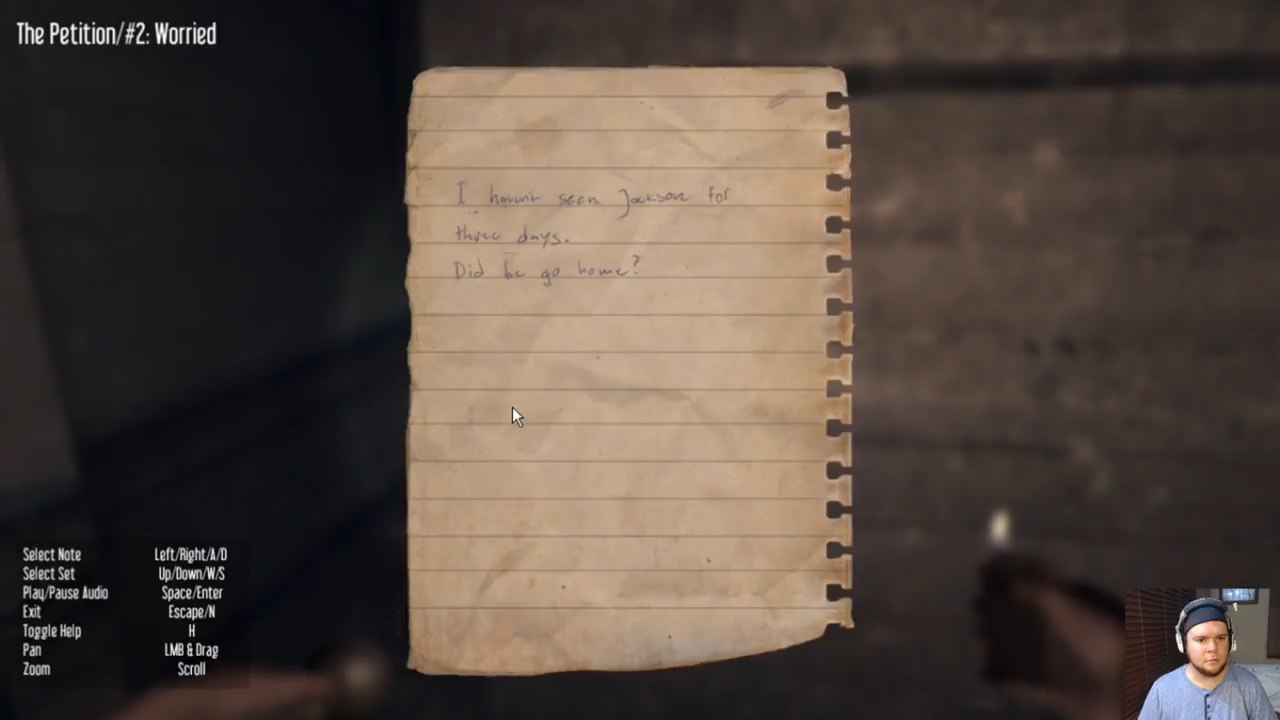 The Petition/#2: Worried
I havn't seen Jackson for
three days.
Did he go home?
Select Note Left/Right/A/D
Select Set Up/Down/W/S
Play/Pause Audio Space/Enter
Exit Escape/N
Toggle Help H
Pan LMB & Drag
Zoom Scroll